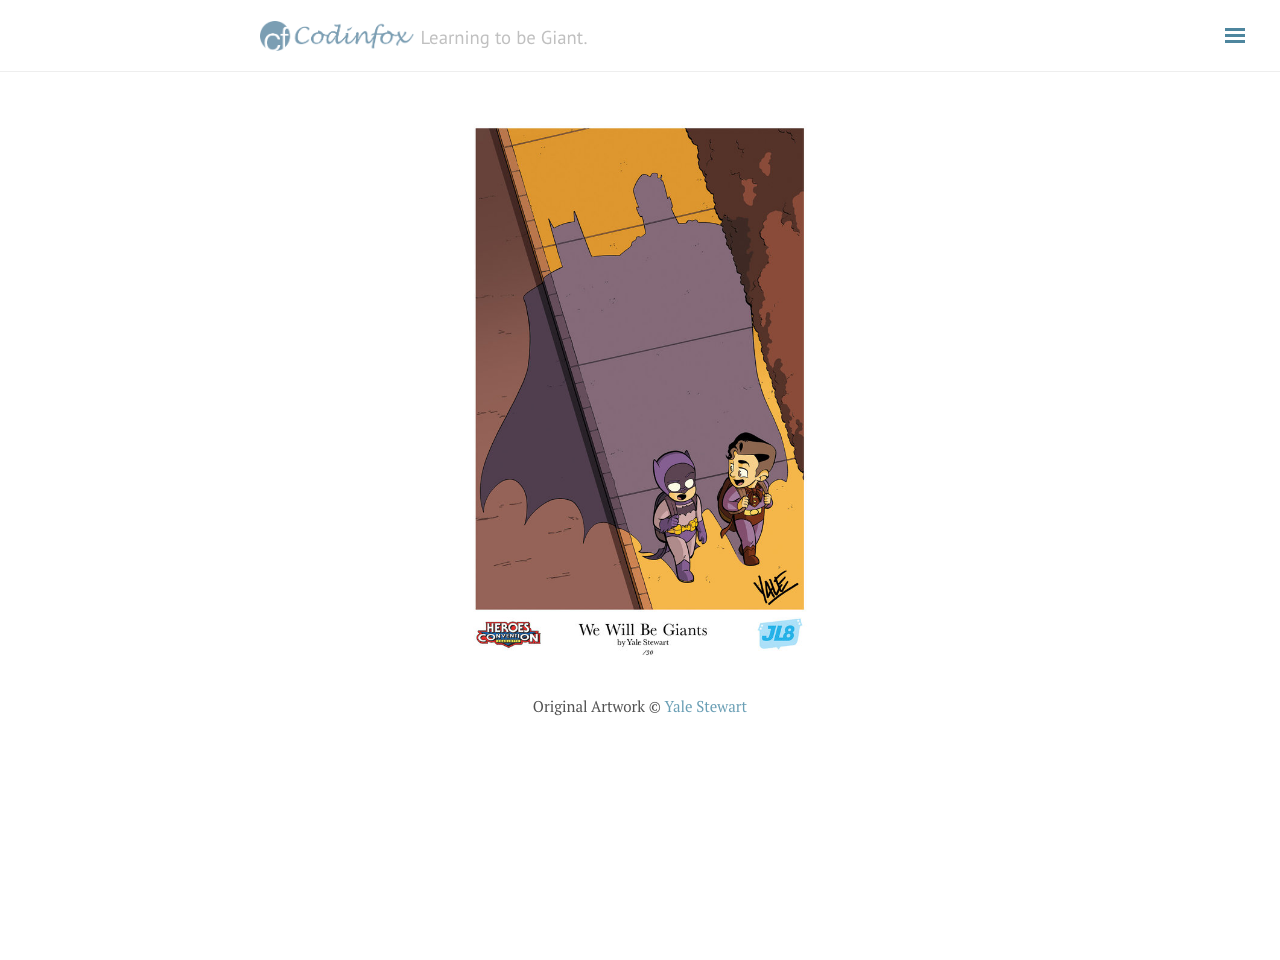 cf Codinfox Learning to be Giant.
YALE
HEROES
CONVENTION
We Will Be Giants
by Yale Stewart
/30
JL8
Original Artwork © Yale Stewart